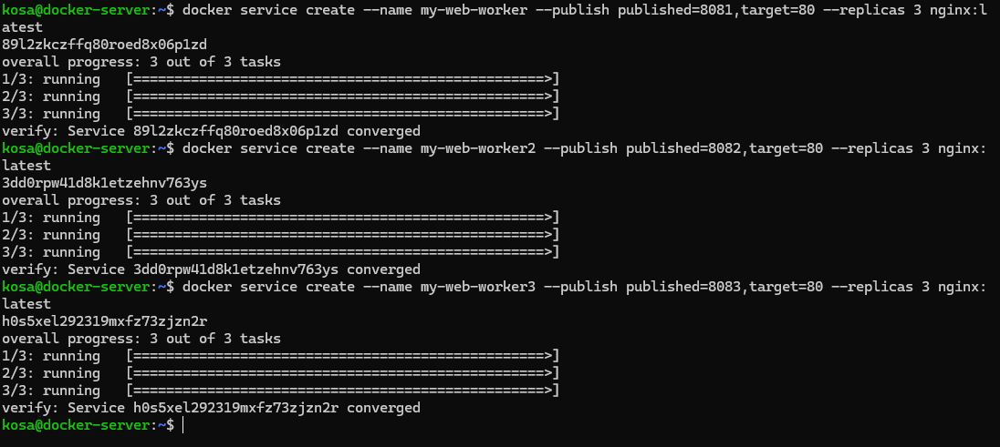 kosa@docker-server:~$ docker service create --name my-web-worker --publish published=8081,target=80 --replicas 3 nginx:l
atest
89l2zkczffq80roed8x06p1zd
overall progress: 3 out of 3 tasks
1/3: running   [==================================================>]
2/3: running   [==================================================>]
3/3: running   [==================================================>]
verify: Service 89l2zkczffq80roed8x06p1zd converged
kosa@docker-server:~$ docker service create --name my-web-worker2 --publish published=8082,target=80 --replicas 3 nginx:
latest
3dd0rpw41d8k1etzehnv763ys
overall progress: 3 out of 3 tasks
1/3: running   [==================================================>]
2/3: running   [==================================================>]
3/3: running   [==================================================>]
verify: Service 3dd0rpw41d8k1etzehnv763ys converged
kosa@docker-server:~$ docker service create --name my-web-worker3 --publish published=8083,target=80 --replicas 3 nginx:
latest
h0s5xel292319mxfz73zjzn2r
overall progress: 3 out of 3 tasks
1/3: running   [==================================================>]
2/3: running   [==================================================>]
3/3: running   [==================================================>]
verify: Service h0s5xel292319mxfz73zjzn2r converged
kosa@docker-server:~$